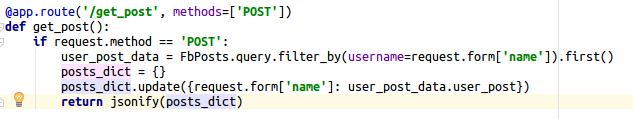 @app.route('/get_post', methods=['POST'])
def get_post():
    if request.method == 'POST':
        user_post_data = FbPosts.query.filter_by(username=request.form['name']).first()
        posts_dict = {}
        posts_dict.update({request.form['name']: user_post_data.user_post})
        return jsonify(posts_dict)